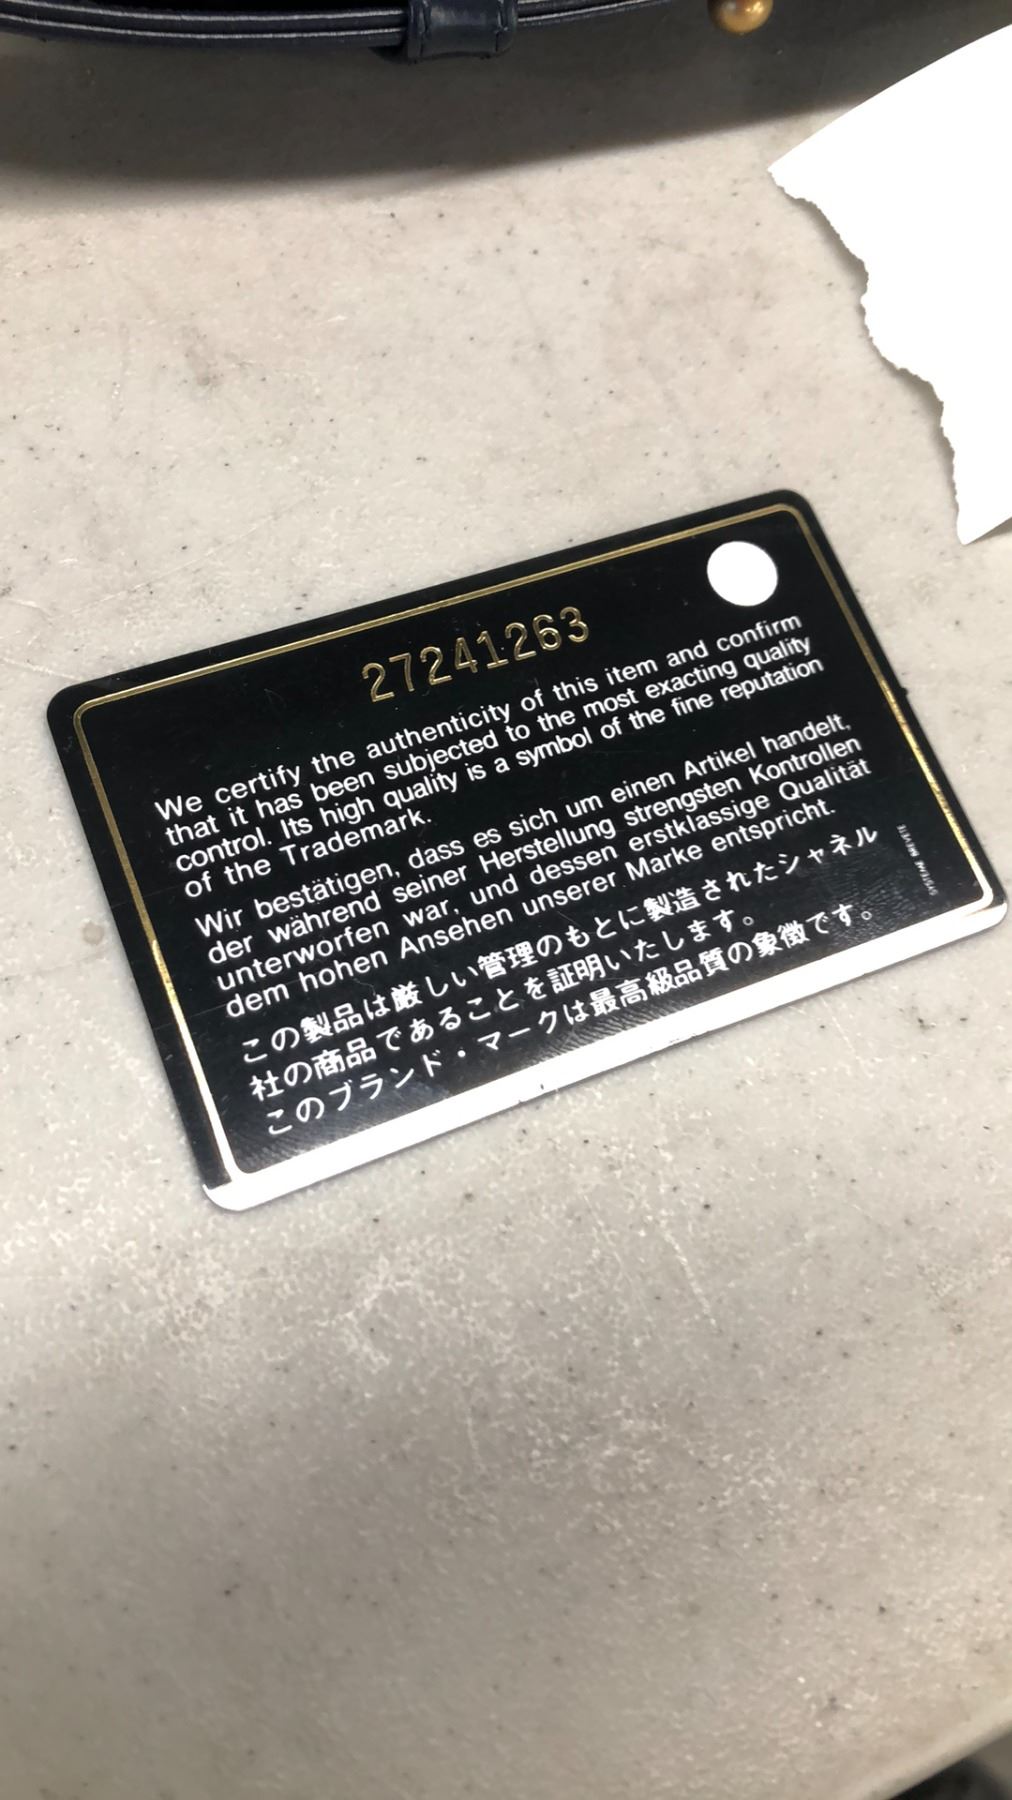 27241263
We certify the authenticity of this item and confirm
that it has been subjected to the most exacting quality
control. Its high quality is a symbol of the fine reputation
of the Trademark.
Wir bestätigen, dass es sich um einen Artikel handelt,
der während seiner Herstellung strengsten Kontrollen
unterworfen war, und dessen erstklassige Qualität
dem hohen Ansehen unserer Marke entspricht.
この製品は厳しい管理のもとに製造されたシャネル
社の商品であることを証明いたします。
このブランド・マークは最高級品質の象徴です。
SYSTEME BREVETE